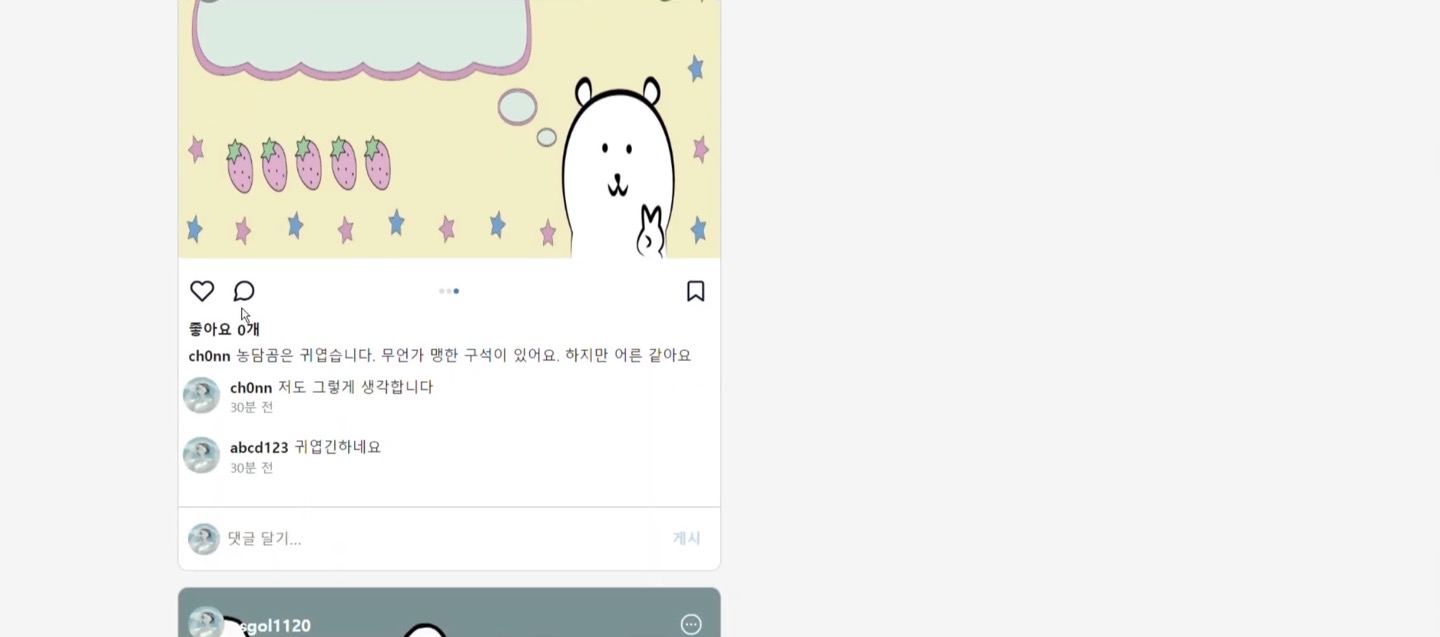 좋아요 0개
ch0nn 농담곰은 귀엽습니다. 무언가 맹한 구석이 있어요. 하지만 어른 같아요
ch0nn 저도 그렇게 생각합니다
30분 전
abcd123 귀엽긴하네요
30분 전
댓글 달기... 게시
sgol1120